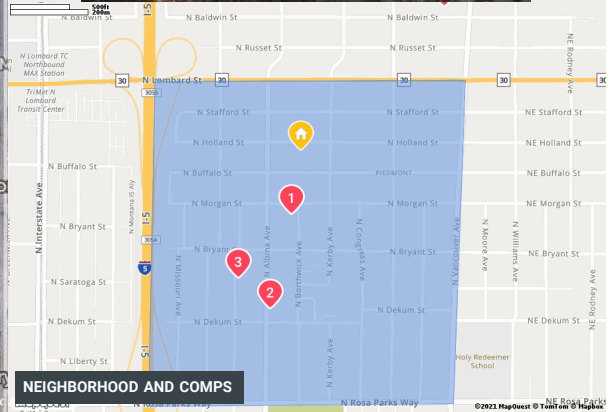 500ft
200m
N Baldwin St
N Baldwin St
N Russet St
N Russet St
I-5
NE Rodney Ave
N Lombard TC
Northbound
MAX Station
30
N Lombard St
30
30
30
30
305B
TriMet N
Lombard
Transit Center
N Stafford St
N Stafford St
NE Stafford St
N Holland St
N Holland St
NE Holland St
N Buffalo St
N Buffalo St
PIEDMONT
NE Buffalo St
N Interstate Ave
N Montana I5 Aly
1
N Morgan St
N Morgan St
NE Morgan St
I-5
N Bryant St
305A
N Bryant
N Albina Ave
N Borthwick Ave
N Kerby Ave
N Congress Ave
N Bryant St
N Vancouver Ave
N Moore Ave
N Williams Ave
NE Bryant St
3
5
N Missouri Ave
N Saratoga St
2
NE Rodney Ave
N Dekum St
N Dekum St
N Dekum St
NE Dekum St
I-5
N Kerby Ave
N Liberty St
Holy Redeemer
School
NEIGHBORHOOD AND COMPS
N Rosa Parks Way
NE Rosa Parks
©2021 MapQuest © TomTom © Mapbox